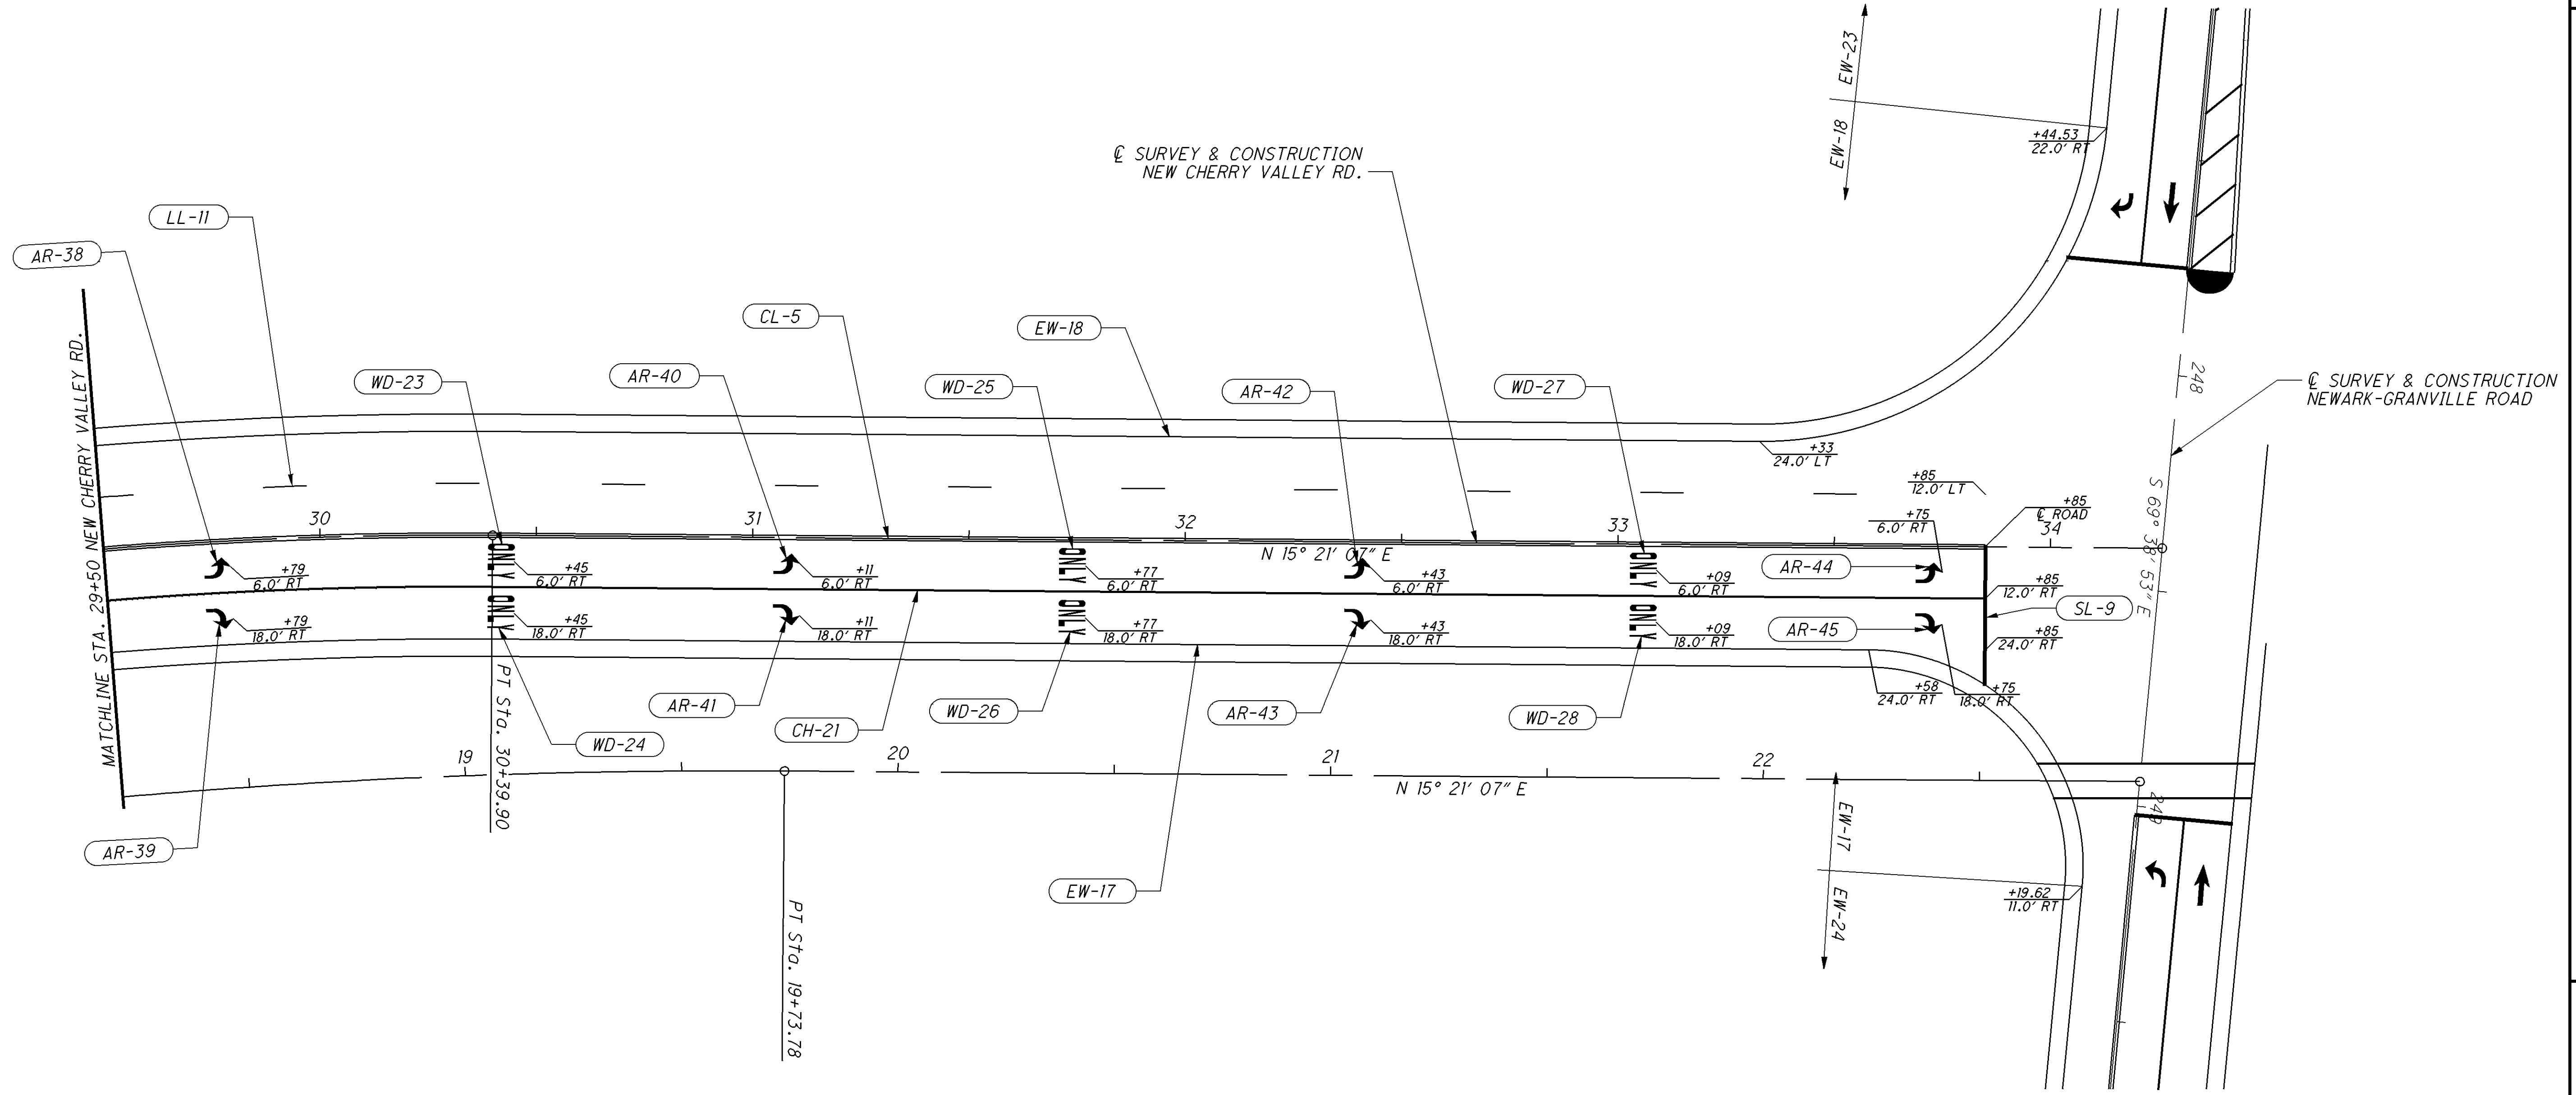 EW-23
EW-18
+44.53
22.0' RT
℄ SURVEY & CONSTRUCTION
NEW CHERRY VALLEY RD.
LL-11
AR-38
CL-5
EW-18
WD-23
AR-40
WD-25
AR-42
WD-27
MATCHLINE STA. 29+50 NEW CHERRY VALLEY RD.
248
℄ SURVEY & CONSTRUCTION
NEWARK-GRANVILLE ROAD
S 69° 38' 53" E
+33
24.0' LT
+85
12.0' LT
+85
℄ ROAD
+75
6.0' RT
30
31
32
33
34
N 15° 21' 07" E
ONLY
ONLY
ONLY
+79
6.0' RT
+45
6.0' RT
+11
6.0' RT
+77
6.0' RT
+43
6.0' RT
+09
6.0' RT
AR-44
+85
12.0' RT
SL-9
ONLY
ONLY
ONLY
+79
18.0' RT
+45
18.0' RT
+11
18.0' RT
+77
18.0' RT
+43
18.0' RT
+09
18.0' RT
AR-45
+85
24.0' RT
+58
24.0' RT
+75
18.0' RT
PT Sta. 30+39.90
WD-24
AR-41
CH-21
WD-26
AR-43
WD-28
19
20
21
22
N 15° 21' 07" E
249
AR-39
EW-17
EW-17
EW-24
+19.62
11.0' RT
PT Sta. 19+73.78